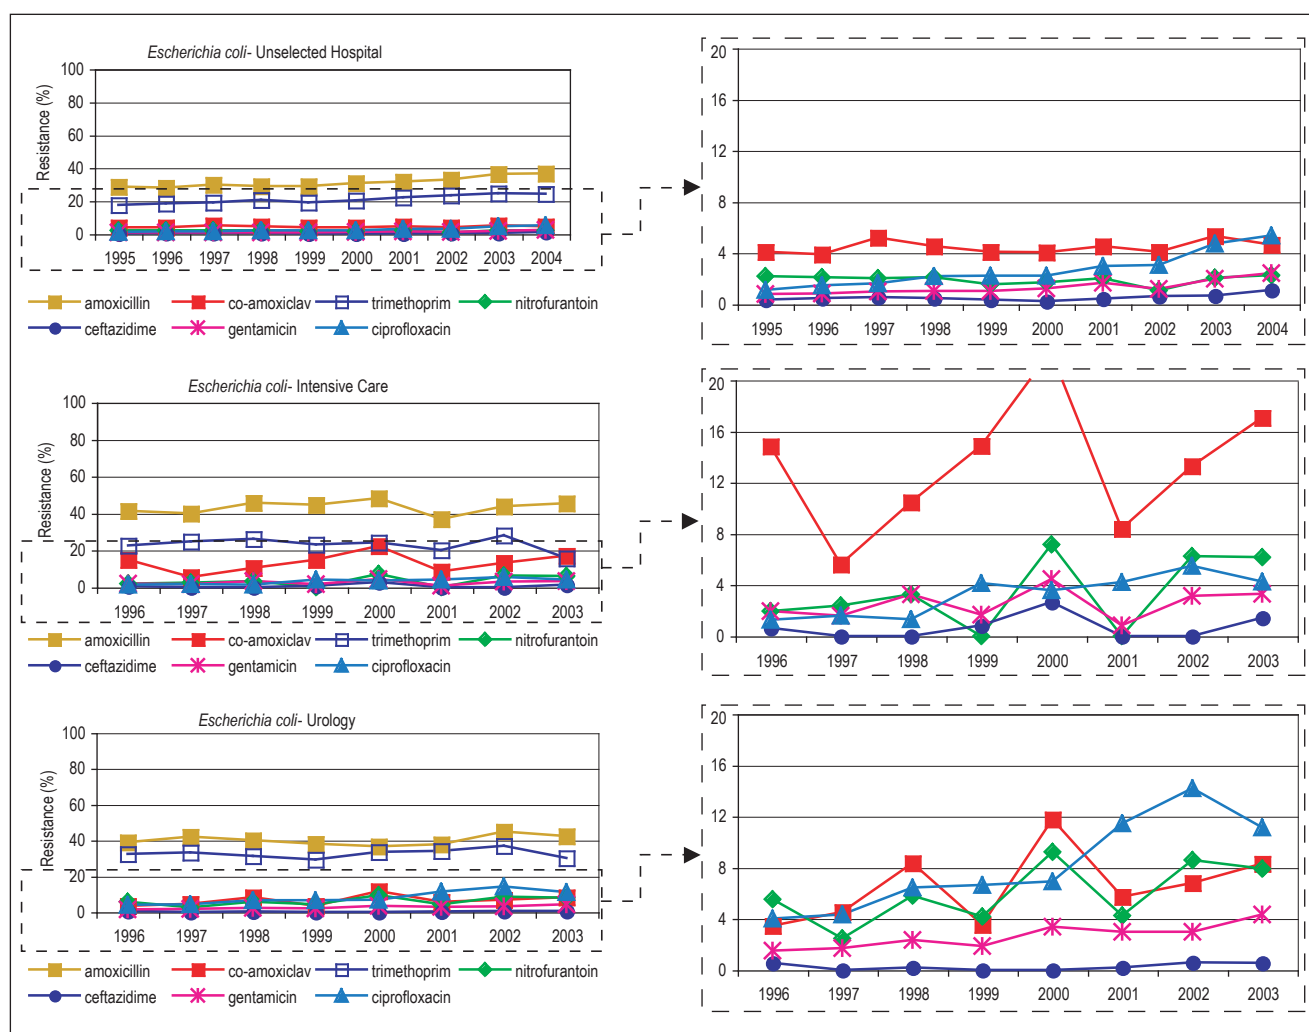 Escherichia coli- Unselected Hospital
Resistance (%)
100
80
60
40
20
0
1995 1996 1997 1998 1999 2000 2001 2002 2003 2004
amoxicillin co-amoxiclav trimethoprim nitrofurantoin
ceftazidime gentamicin ciprofloxacin
20
16
12
8
4
0
1995 1996 1997 1998 1999 2000 2001 2002 2003 2004
Escherichia coli- Intensive Care
Resistance (%)
100
80
60
40
20
0
1996 1997 1998 1999 2000 2001 2002 2003
amoxicillin co-amoxiclav trimethoprim nitrofurantoin
ceftazidime gentamicin ciprofloxacin
20
16
12
8
4
0
1996 1997 1998 1999 2000 2001 2002 2003
Escherichia coli- Urology
Resistance (%)
100
80
60
40
20
0
1996 1997 1998 1999 2000 2001 2002 2003
amoxicillin co-amoxiclav trimethoprim nitrofurantoin
ceftazidime gentamicin ciprofloxacin
20
16
12
8
4
0
1996 1997 1998 1999 2000 2001 2002 2003